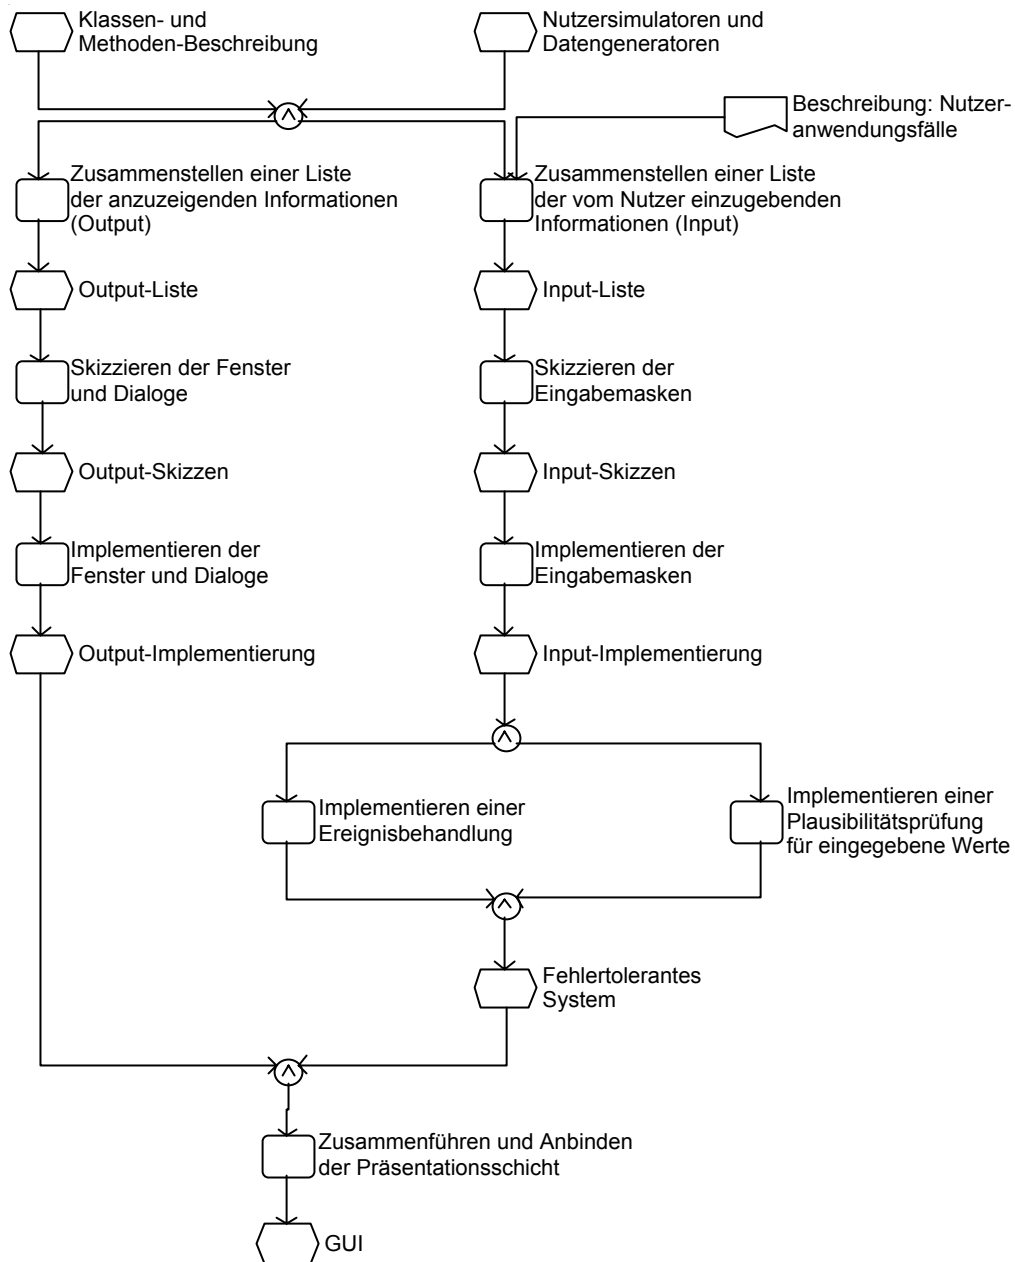 Klassen- und
Methoden-Beschreibung
Nutzersimulatoren und
Datengeneratoren
Beschreibung: Nutzer-
anwendungsfälle
Zusammenstellen einer Liste
der anzuzeigenden Informationen
(Output)
Zusammenstellen einer Liste
der vom Nutzer einzugebenden
Informationen (Input)
Output-Liste
Input-Liste
Skizzieren der Fenster
und Dialoge
Skizzieren der
Eingabemasken
Output-Skizzen
Input-Skizzen
Implementieren der
Fenster und Dialoge
Implementieren der
Eingabemasken
Output-Implementierung
Input-Implementierung
Implementieren einer
Ereignisbehandlung
Implementieren einer
Plausibilitätsprüfung
für eingegebene Werte
Fehlertolerantes
System
Zusammenführen und Anbinden
der Präsentationsschicht
GUI